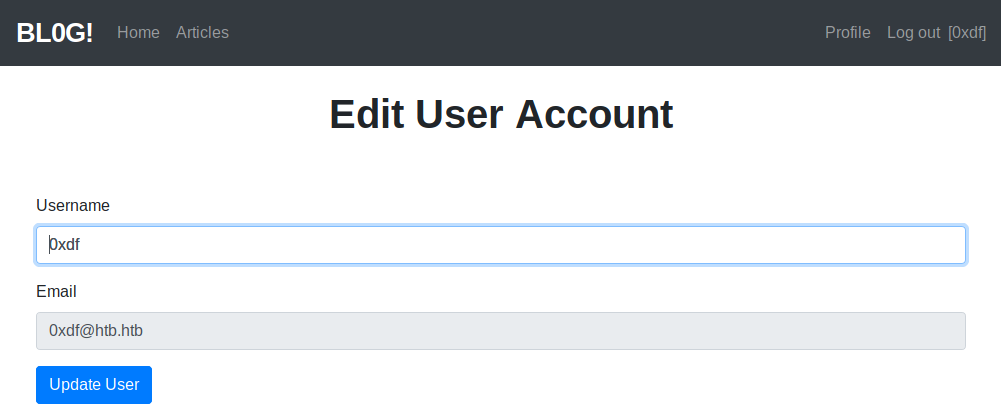 BL0G! Home Articles Profile Log out [0xdf]
Edit User Account
Username
0xdf
Email
0xdf@htb.htb
Update User